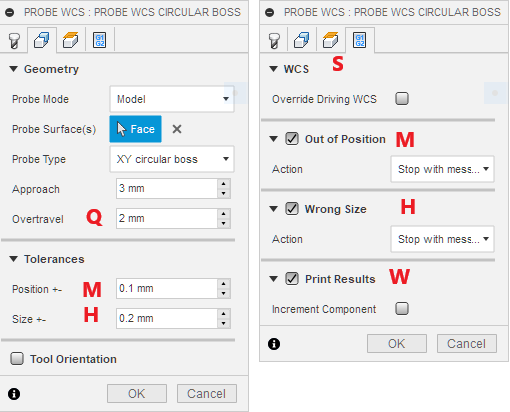 PROBE WCS : PROBE WCS CIRCULAR BOSS
G1
G2
Geometry
Probe Mode Model
Probe Surface(s) Face
Probe Type XY circular boss
Approach 3 mm
Overtravel Q 2 mm
Tolerances
Position +- M 0.1 mm
Size +- H 0.2 mm
Tool Orientation
OK Cancel
PROBE WCS : PROBE WCS CIRCULAR BOSS
G1
G2
WCS S
Override Driving WCS
Out of Position M
Action Stop with mess...
Wrong Size H
Action Stop with mess...
Print Results W
Increment Component
OK Cancel